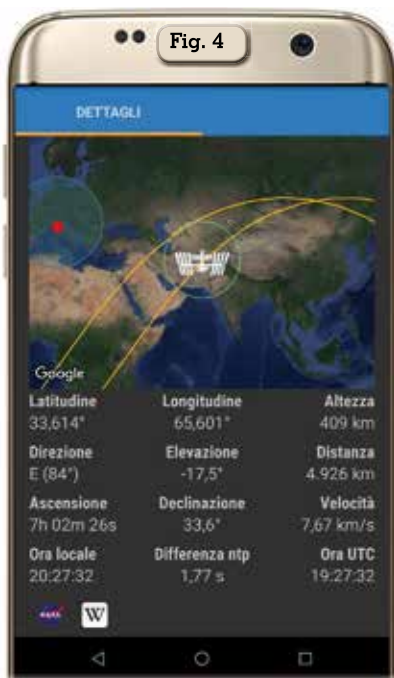 Fig. 4
DETTAGLI
Google
Latitudine Longitudine Altezza
33,614° 65,601° 409 km
Direzione Elevazione Distanza
E (84°) -17,5° 4.926 km
Ascensione Declinazione Velocità
7h 02m 26s 33,6° 7,67 km/s
Ora locale Differenza ntp Ora UTC
20:27:32 1,77 s 19:27:32
NASA W